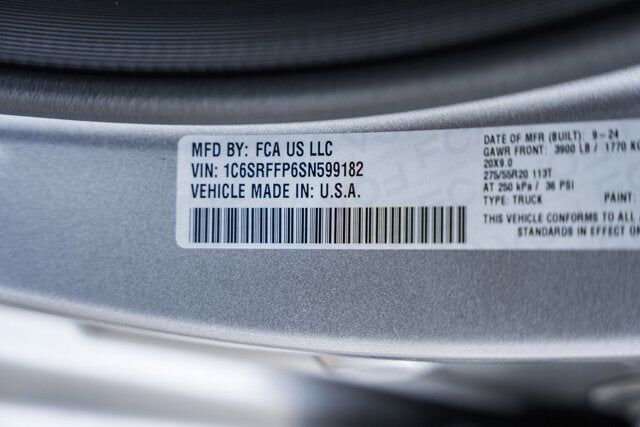 MFD BY: FCA US LLC
VIN: 1C6SRFFP6SN599182
VEHICLE MADE IN: U.S.A.
DATE OF MFR (BUILT): 9-24
GAWR FRONT: 3900 LB / 1770 KG
20X9.0
275/55R20 113T
AT 250 kPa / 36 PSI
TYPE: TRUCK PAINT:
THIS VEHICLE CONFORMS TO ALL
STANDARDS IN EFFECT ON